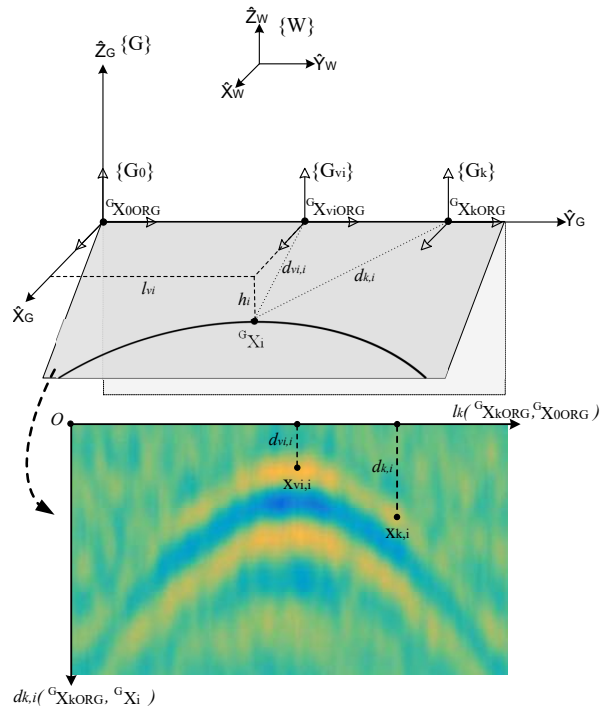 ẐW {W}
ẐG {G}
ŶW
X̂W
{G0} {Gvi} {Gk}
GX0ORG GXviORG GXkORG
ŶG
dvi,i
dk,i
lvi
hi
X̂G
GXi
O
lk(GXkORG,GX0ORG)
dvi,i
dk,i
xvi,i
xk,i
dk,i(GXkORG, GXi)